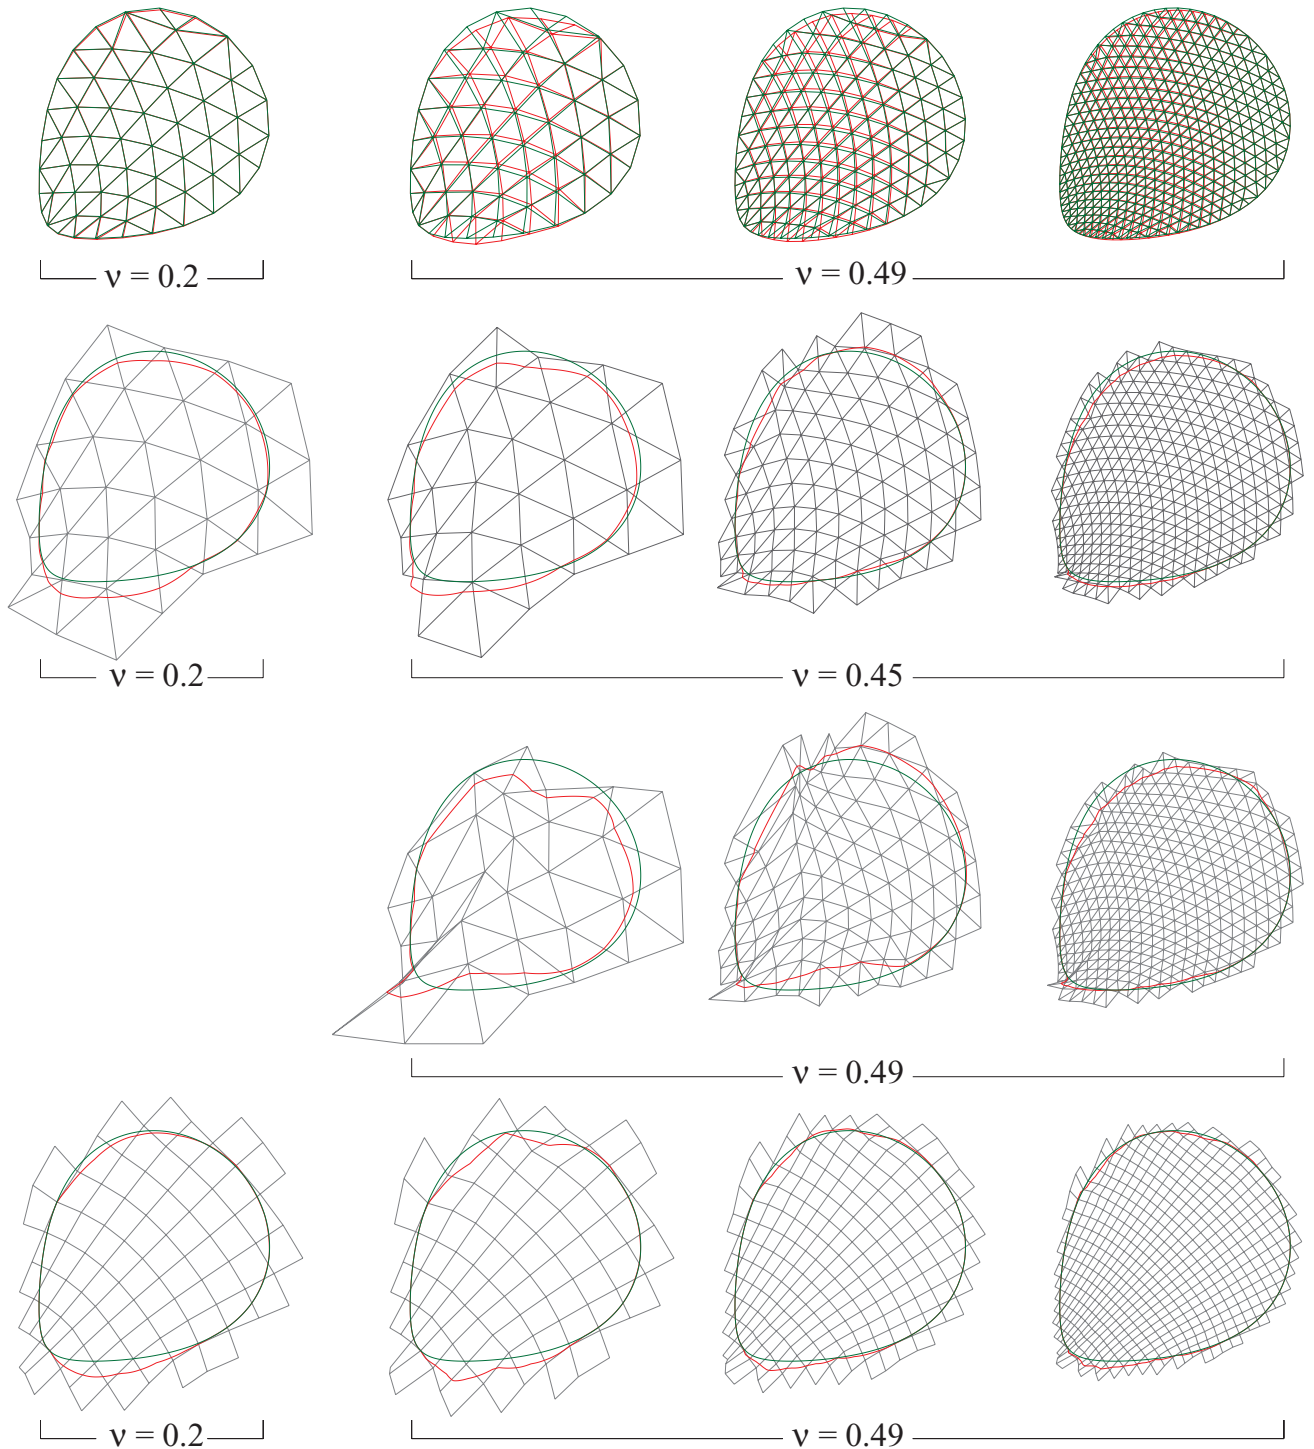 ν = 0.2
ν = 0.49
ν = 0.2
ν = 0.45
ν = 0.49
ν = 0.2
ν = 0.49